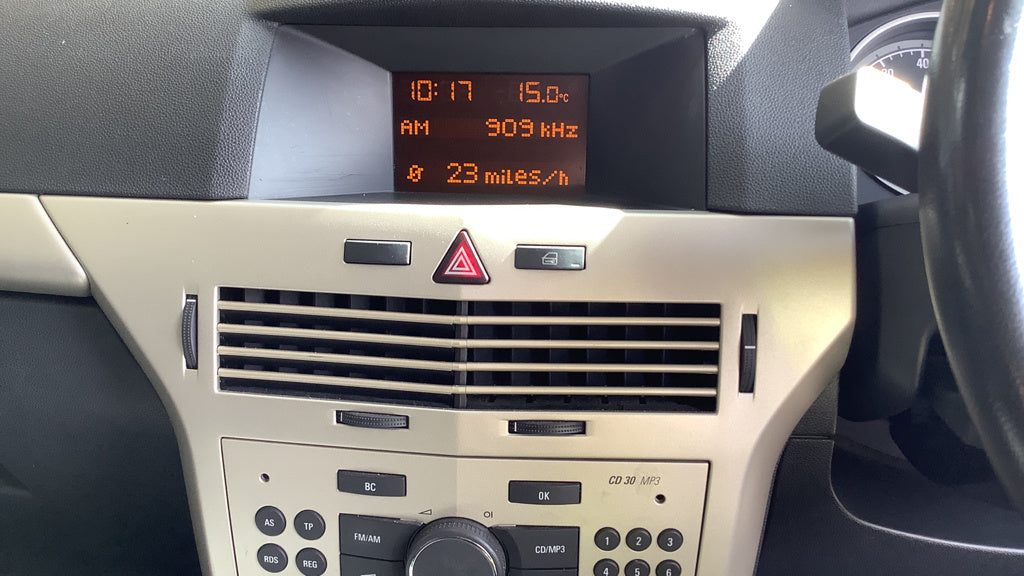 10:17 15.0°C
AM 909 kHz
Ø 23 miles/h
40
CD 30 MP3
BC OK
AS TP FM/AM CD/MP3 1 2 3
RDS REG 4 5 6